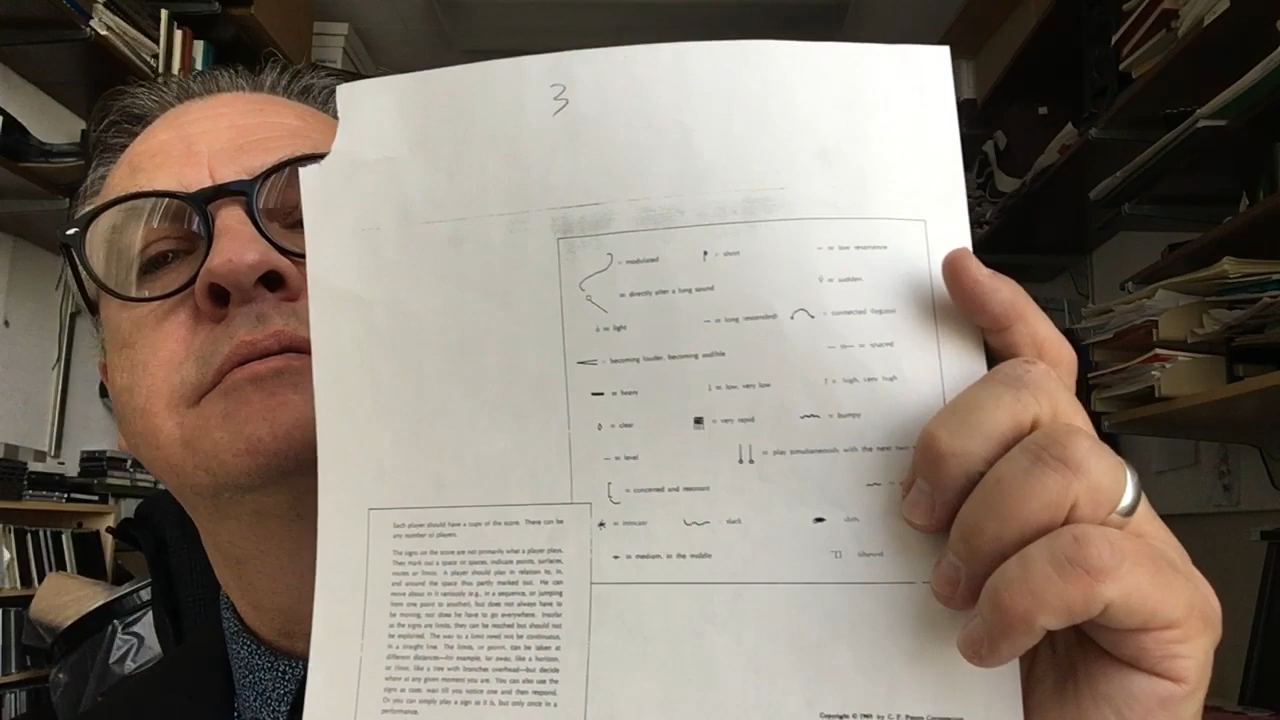 3
= modulated
= short
= low resonance
= directly after a long sound
= sudden
= light
= long (extended)
= connected (legato)
= becoming louder, becoming audible
= spaced
= heavy
= low, very low
= high, very high
= clear
= very rapid
= bumpy
= level
= play simultaneously with the next two
= concerned and resonant
= intricate
= slack
= in medium, in the middle
filtered
Each player should have a copy of the score. There can be
any number of players.
The signs on the score are not primarily what a player plays.
They mark out a space or spaces, indicate points, surfaces,
routes or limits. A player should play in relation to, in,
and around the space thus partly marked out. He can
move about in it variously (e.g., in a sequence, or jumping
from one point to another), but does not always have to
be moving, nor does he have to go everywhere. Insofar
as the signs are limits, they can be reached but should not
be exploited. The way to a limit need not be continuous,
in a straight line. The limits, or points, can be taken at
different distances—for example, far away, like a horizon,
or close, like a tree with branches overhead—but decide
where at any given moment you are. You can also use the
signs as cues: wait till you notice one and then respond.
Or you can simply play a sign as it is, but only once in a
performance.
Copyright © by C. F. Peters Corporation